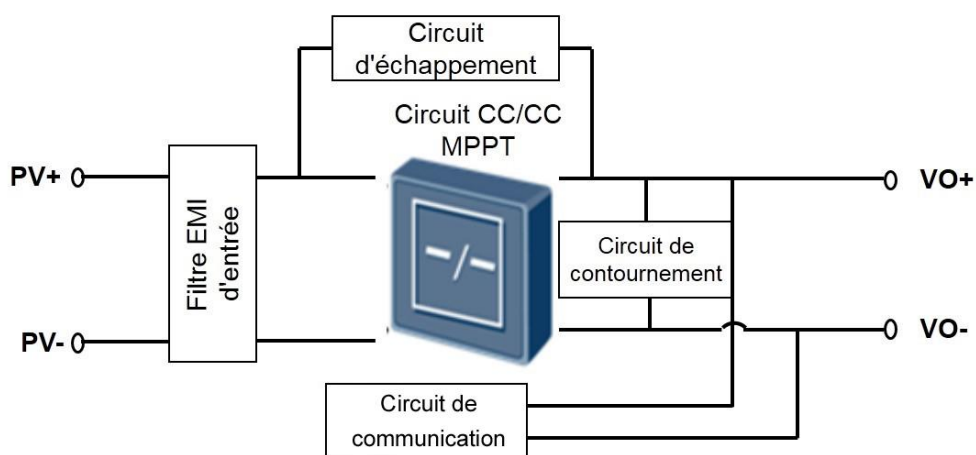 Circuit
d'échappement
Circuit CC/CC
MPPT
PV+
VO+
Filtre EMI
d'entrée
Circuit de
contournement
PV-
VO-
Circuit de
communication